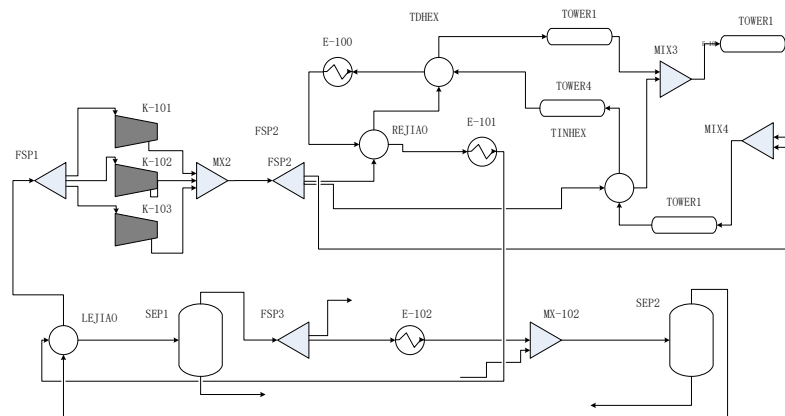 TDHEX
TOWER1
TOWER1
E-100
MIX3
K-101
TOWER4
FSP2
REJIAO
E-101
TINHEX
MIX4
FSP1
K-102
MX2
FSP2
TOWER1
K-103
LEJIAO
SEP1
FSP3
E-102
MX-102
SEP2